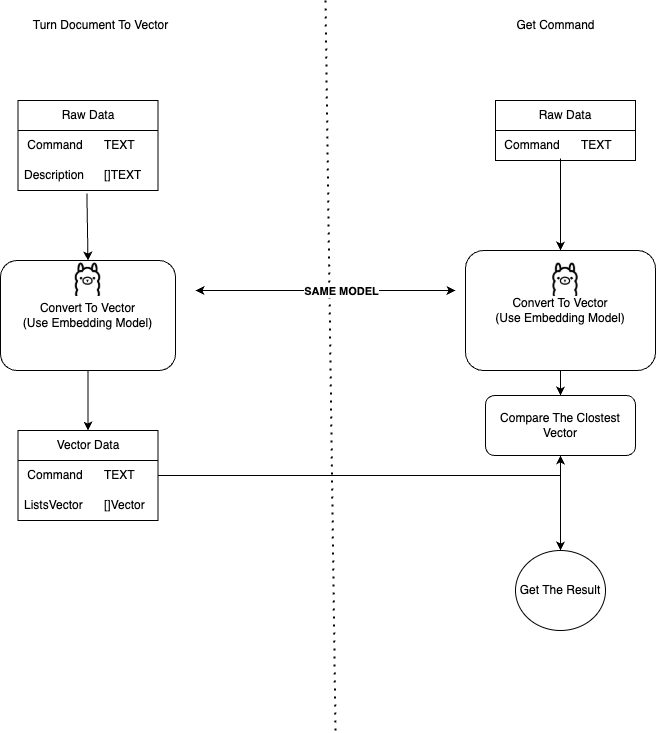 Turn Document To Vector
Get Command
Raw Data
Command TEXT
Description []TEXT
Raw Data
Command TEXT
Convert To Vector
(Use Embedding Model)
SAME MODEL
Convert To Vector
(Use Embedding Model)
Compare The Clostest
Vector
Vector Data
Command TEXT
ListsVector []Vector
Get The Result